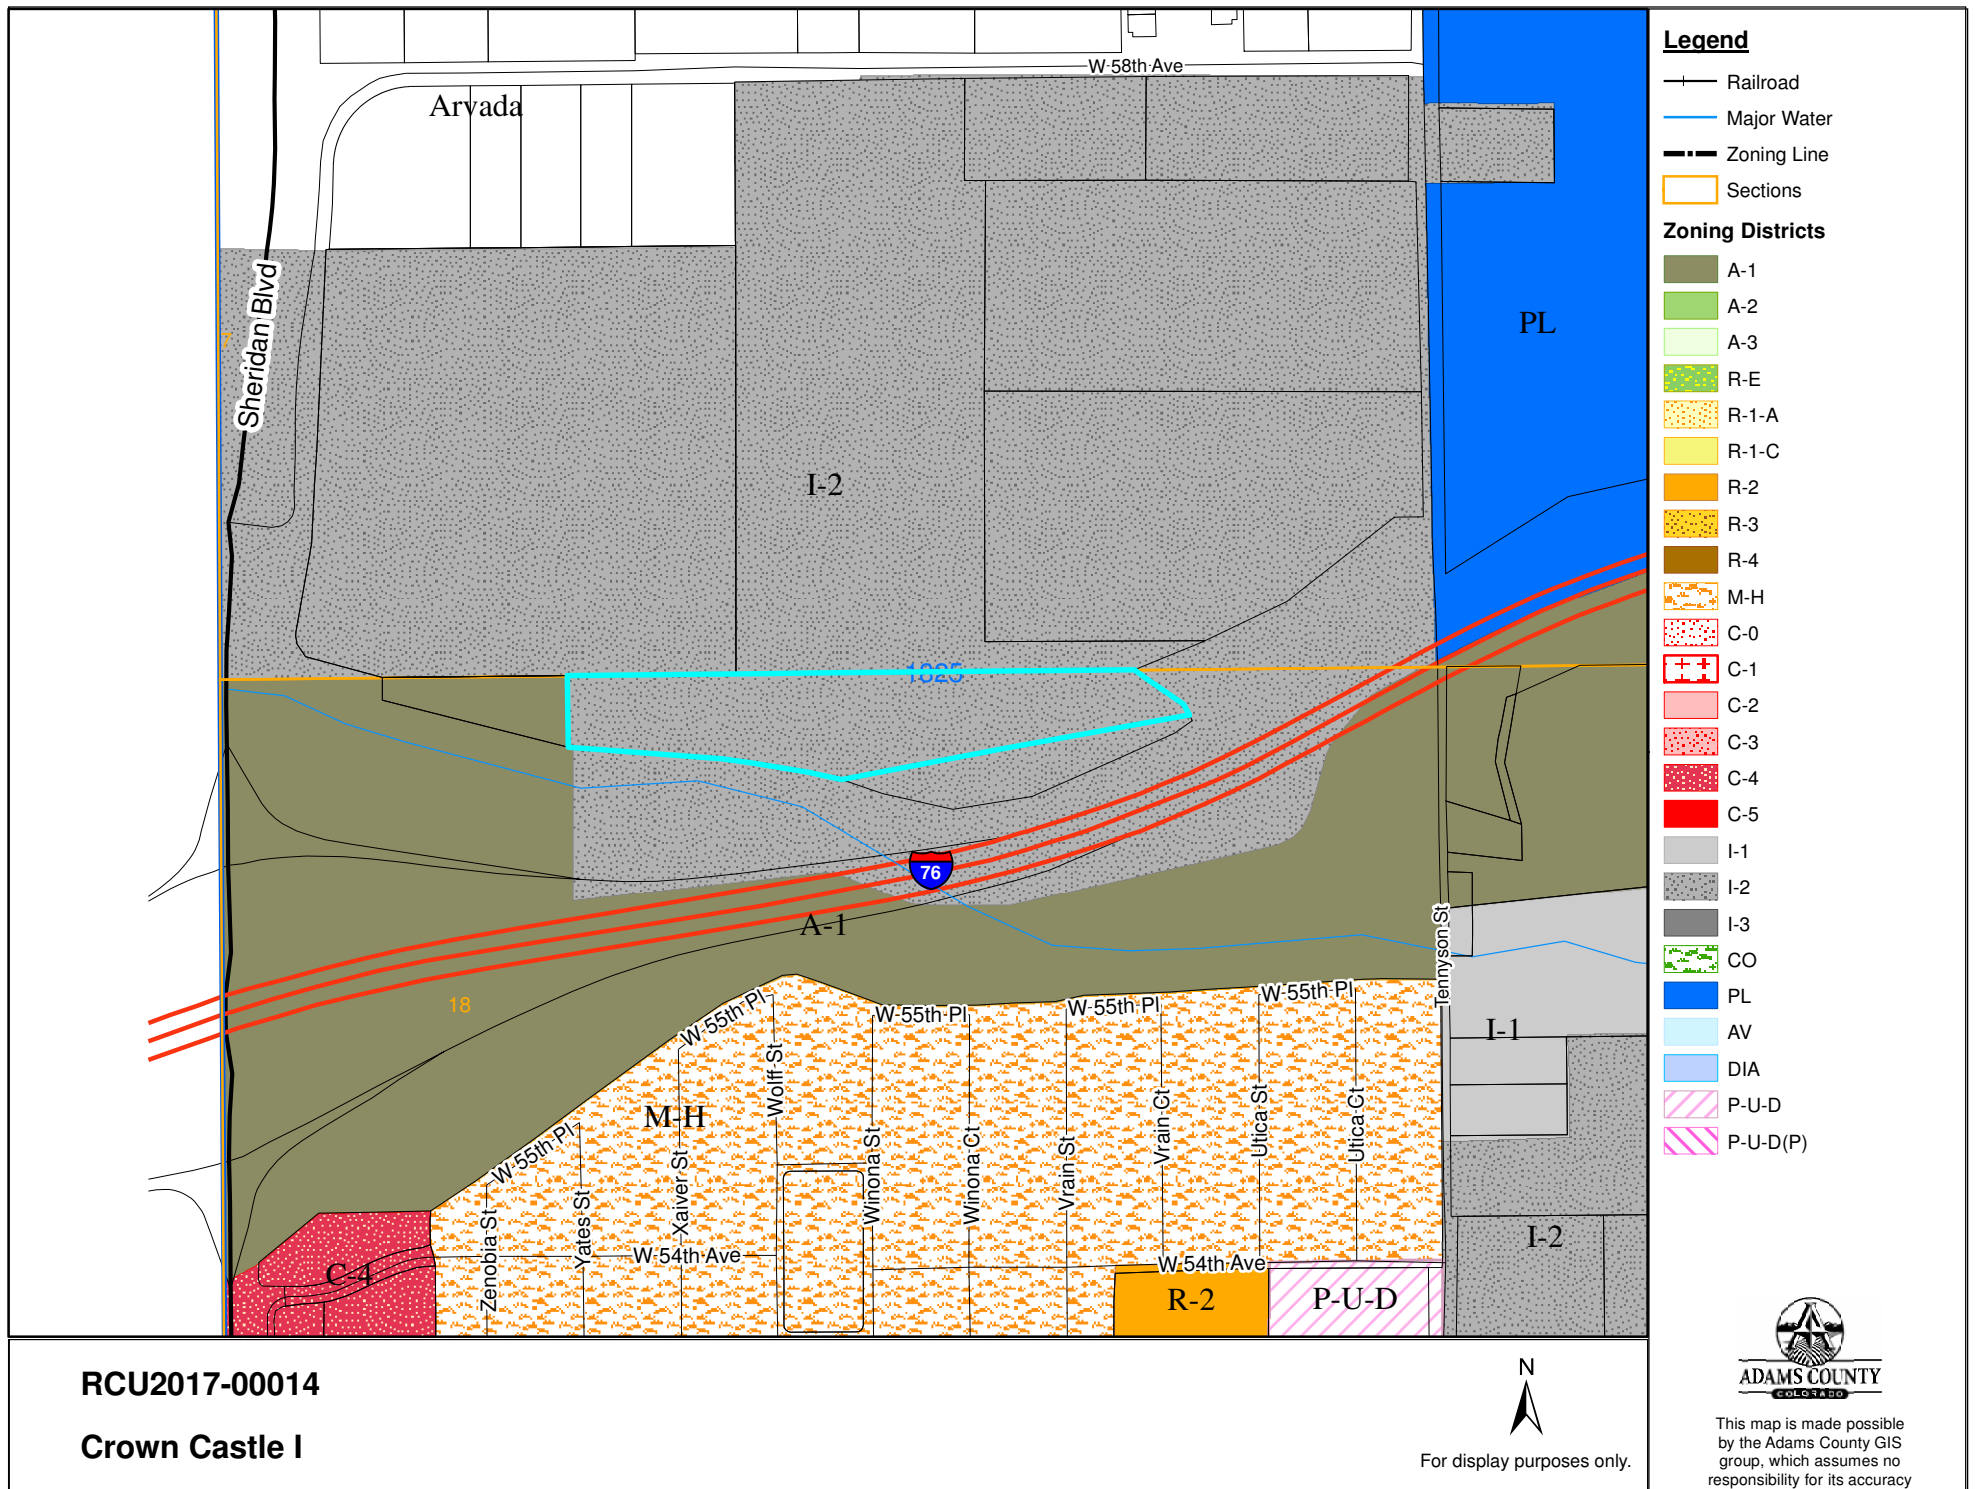 W 58th Ave
Arvada
Sheridan Blvd
7
PL
I-2
1825
76
A-1
18
Tennyson St
W 55th Pl
W 55th Pl
W 55th Pl
W 55th Pl
W 55th Pl
I-1
M-H
Wolff St
Winona St
Winona Ct
Vrain St
Vrain Ct
Utica St
Utica Ct
Zenobia St
Yates St
Xaiver St
W 54th Ave
W 54th Ave
C-4
R-2
P-U-D
I-2
Legend
Railroad
Major Water
Zoning Line
Sections
Zoning Districts
A-1
A-2
A-3
R-E
R-1-A
R-1-C
R-2
R-3
R-4
M-H
C-0
C-1
C-2
C-3
C-4
C-5
I-1
I-2
I-3
CO
PL
AV
DIA
P-U-D
P-U-D(P)
RCU2017-00014
Crown Castle I
N
For display purposes only.
ADAMS COUNTY
COLORADO
This map is made possible
by the Adams County GIS
group, which assumes no
responsibility for its accuracy